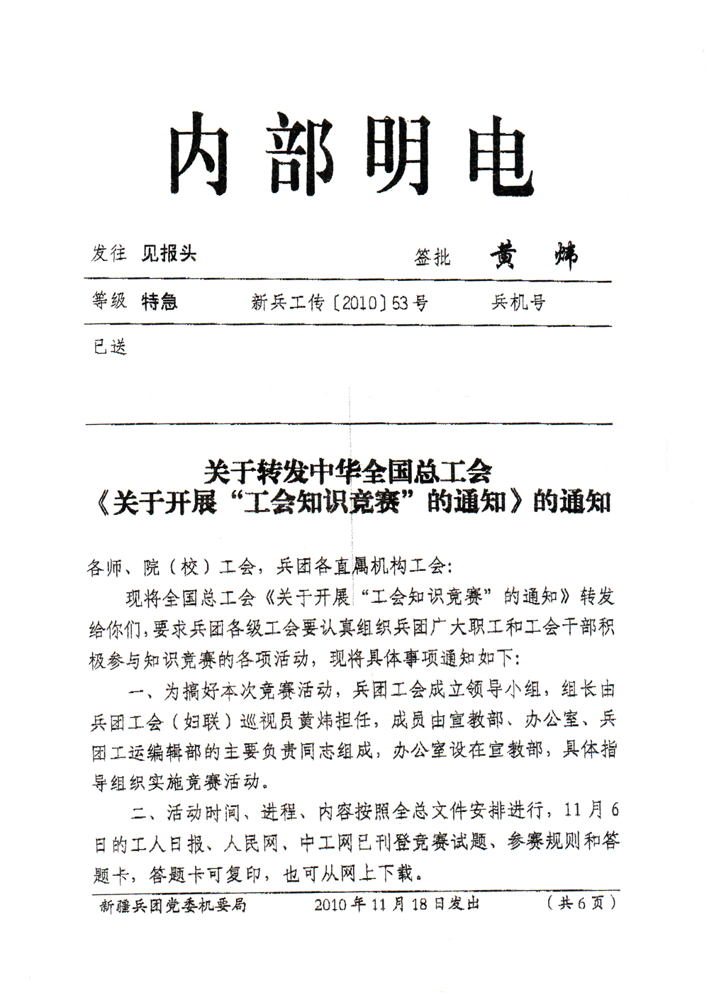 内部明电
发往 见报头 签批 黄 炜
等级 特急 新兵工传〔2010〕53号 兵机号
已送
关于转发中华全国总工会
《关于开展“工会知识竞赛”的通知》的通知
各师、院（校）工会，兵团各直属机构工会：
现将全国总工会《关于开展“工会知识竞赛”的通知》转发
给你们，要求兵团各级工会要认真组织兵团广大职工和工会干部积
极参与知识竞赛的各项活动，现将具体事项通知如下：
一、为搞好本次竞赛活动，兵团工会成立领导小组，组长由
兵团工会（妇联）巡视员黄炜担任，成员由宣教部、办公室、兵
团工运编辑部的主要负责同志组成，办公室设在宣教部，具体指
导组织实施竞赛活动。
二、活动时间、进程、内容按照全总文件安排进行，11月6
日的工人日报、人民网、中工网已刊登竞赛试题、参赛规则和答
题卡，答题卡可复印，也可从网上下载。
新疆兵团党委机要局 2010年11月18日发出 （共6页）